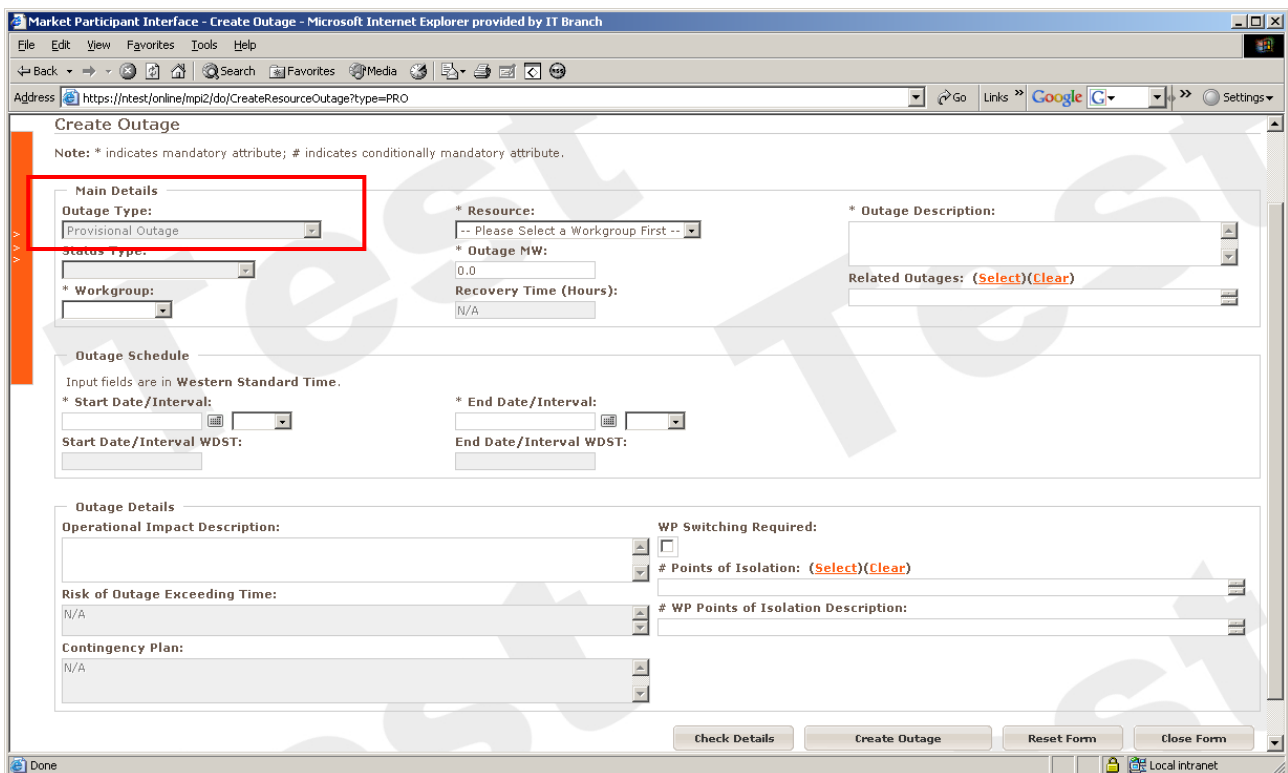 Market Participant Interface - Create Outage - Microsoft Internet Explorer provided by IT Branch
File Edit View Favorites Tools Help
Back Search Favorites Media
Address https://ntest/online/mpi2/do/CreateResourceOutage?type=PRO Go Links » Google G » Settings
Create Outage
Note: * indicates mandatory attribute; # indicates conditionally mandatory attribute.
> > >
Main Details
Outage Type:
Provisional Outage
Status Type:
* Workgroup:
* Resource:
-- Please Select a Workgroup First --
* Outage MW:
0.0
Recovery Time (Hours):
N/A
* Outage Description:
Related Outages: (Select)(Clear)
Outage Schedule
Input fields are in Western Standard Time.
* Start Date/Interval:
Start Date/Interval WDST:
* End Date/Interval:
End Date/Interval WDST:
Outage Details
Operational Impact Description:
Risk of Outage Exceeding Time:
N/A
Contingency Plan:
N/A
WP Switching Required:
# Points of Isolation: (Select)(Clear)
# WP Points of Isolation Description:
Check Details Create Outage Reset Form Close Form
Test Test
Done Local intranet